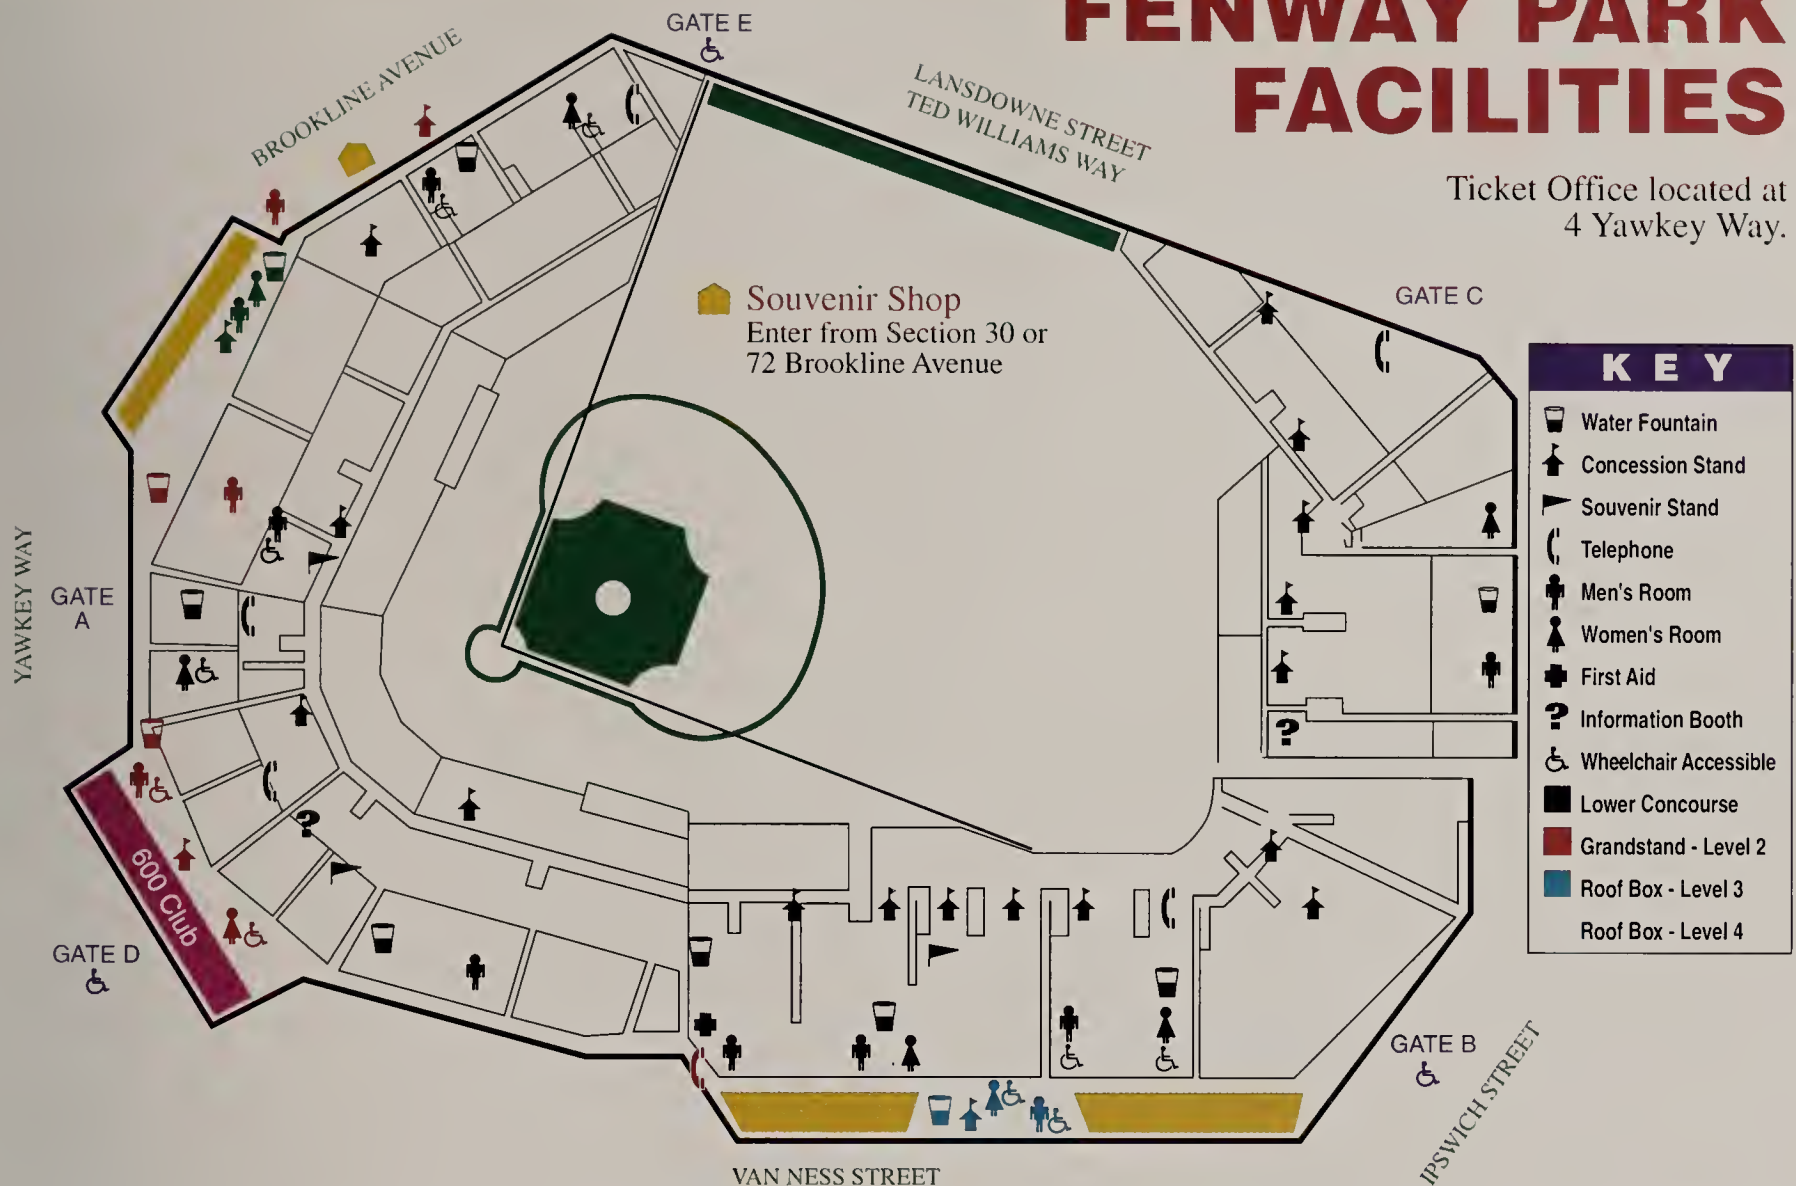 FENWAY PARK
FACILITIES
Ticket Office located at
4 Yawkey Way.
GATE E
BROOKLINE AVENUE
LANSDOWNE STREET
TED WILLIAMS WAY
GATE C
Souvenir Shop
Enter from Section 30 or
72 Brookline Avenue
KEY
Water Fountain
Concession Stand
Souvenir Stand
Telephone
Men's Room
Women's Room
First Aid
? Information Booth
Wheelchair Accessible
Lower Concourse
Grandstand - Level 2
Roof Box - Level 3
Roof Box - Level 4
YAWKEY WAY
GATE
A
?
?
600 Club
GATE D
GATE B
IPSWICH STREET
VAN NESS STREET